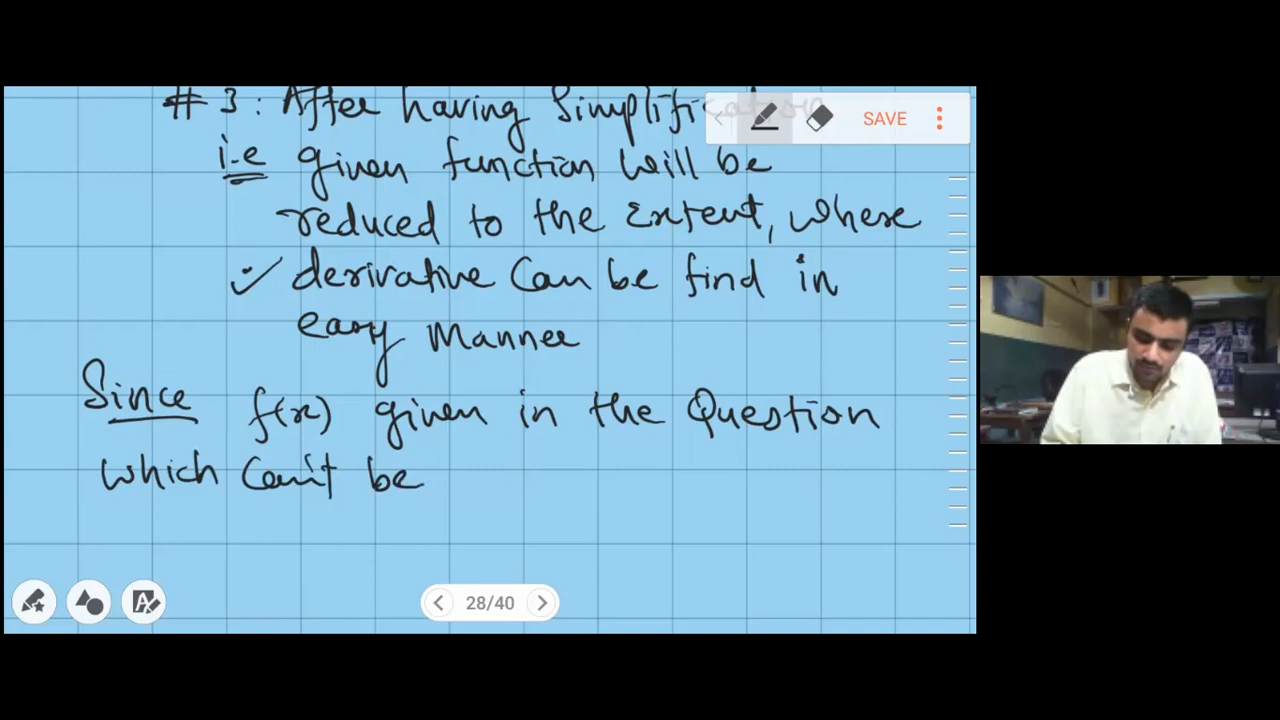 # 3: After having Simplification
SAVE
i-e given function will be
reduced to the Extent, where
derivative Can be find in
easy Manner
Since f(x) given in the Question
which Can't be
28/40